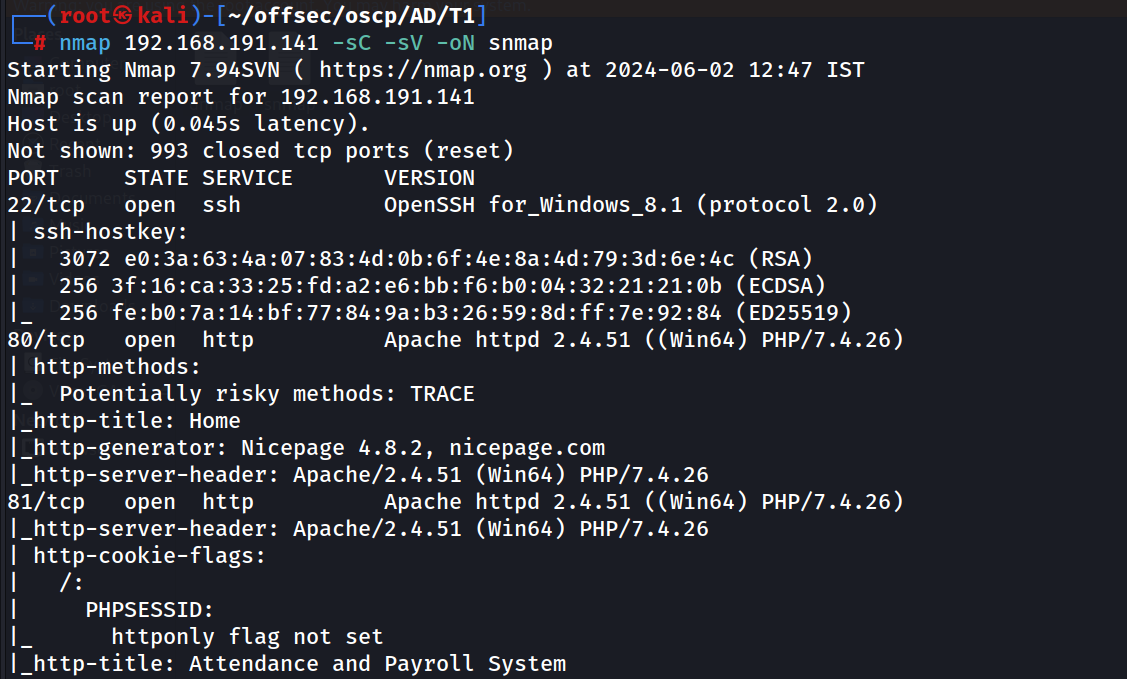 ┌──(root㉿kali)-[~/offsec/oscp/AD/T1]
└─# nmap 192.168.191.141 -sC -sV -oN snmap
Starting Nmap 7.94SVN ( https://nmap.org ) at 2024-06-02 12:47 IST
Nmap scan report for 192.168.191.141
Host is up (0.045s latency).
Not shown: 993 closed tcp ports (reset)
PORT     STATE SERVICE       VERSION
22/tcp   open  ssh           OpenSSH for_Windows_8.1 (protocol 2.0)
| ssh-hostkey:
|   3072 e0:3a:63:4a:07:83:4d:0b:6f:4e:8a:4d:79:3d:6e:4c (RSA)
|   256 3f:16:ca:33:25:fd:a2:e6:bb:f6:b0:04:32:21:21:0b (ECDSA)
|_  256 fe:b0:7a:14:bf:77:84:9a:b3:26:59:8d:ff:7e:92:84 (ED25519)
80/tcp   open  http          Apache httpd 2.4.51 ((Win64) PHP/7.4.26)
| http-methods:
|_  Potentially risky methods: TRACE
|_http-title: Home
|_http-generator: Nicepage 4.8.2, nicepage.com
|_http-server-header: Apache/2.4.51 (Win64) PHP/7.4.26
81/tcp   open  http          Apache httpd 2.4.51 ((Win64) PHP/7.4.26)
|_http-server-header: Apache/2.4.51 (Win64) PHP/7.4.26
| http-cookie-flags:
|   /:
|     PHPSESSID:
|_      httponly flag not set
|_http-title: Attendance and Payroll System